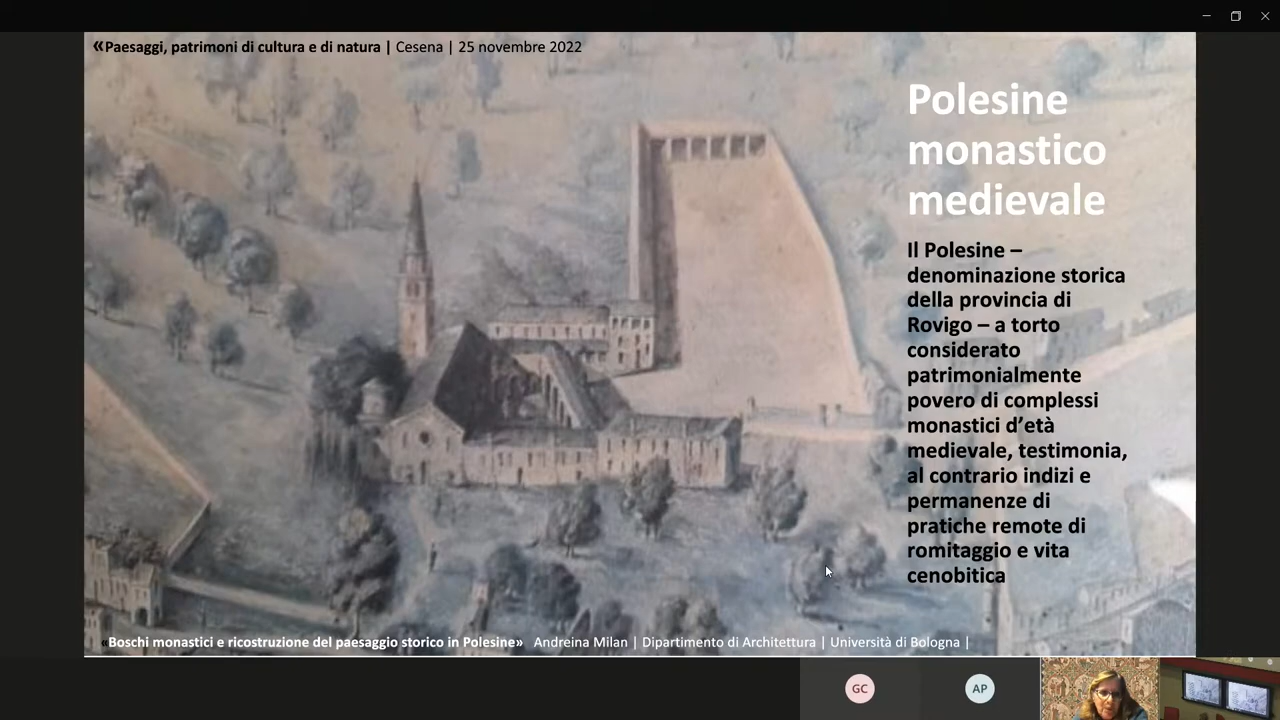 «Paesaggi, patrimoni di cultura e di natura | Cesena | 25 novembre 2022
Polesine
monastico
medievale
Il Polesine –
denominazione storica
della provincia di
Rovigo – a torto
considerato
patrimonialmente
povero di complessi
monastici d’età
medievale, testimonia,
al contrario indizi e
permanenze di
pratiche remote di
romitaggio e vita
cenobitica
«Boschi monastici e ricostruzione del paesaggio storico in Polesine» Andreina Milan | Dipartimento di Architettura | Università di Bologna |
GC
AP